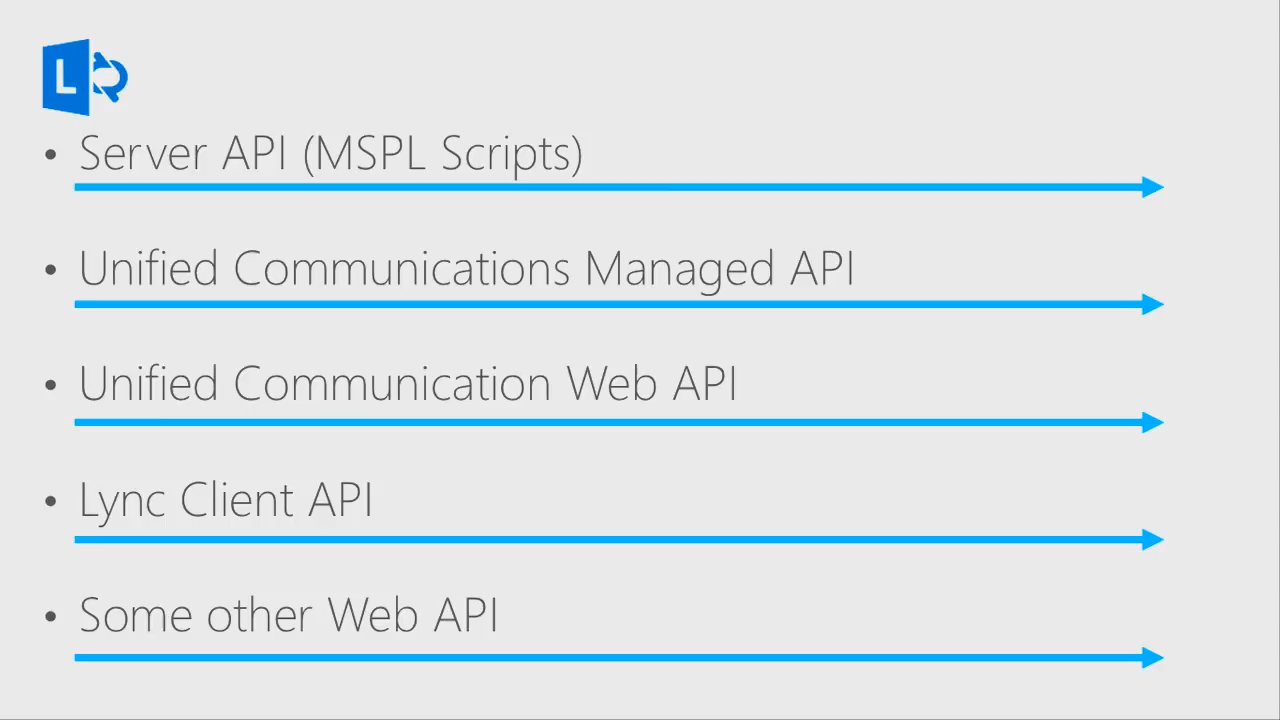 L
• Server API (MSPL Scripts)
• Unified Communications Managed API
• Unified Communication Web API
• Lync Client API
• Some other Web API